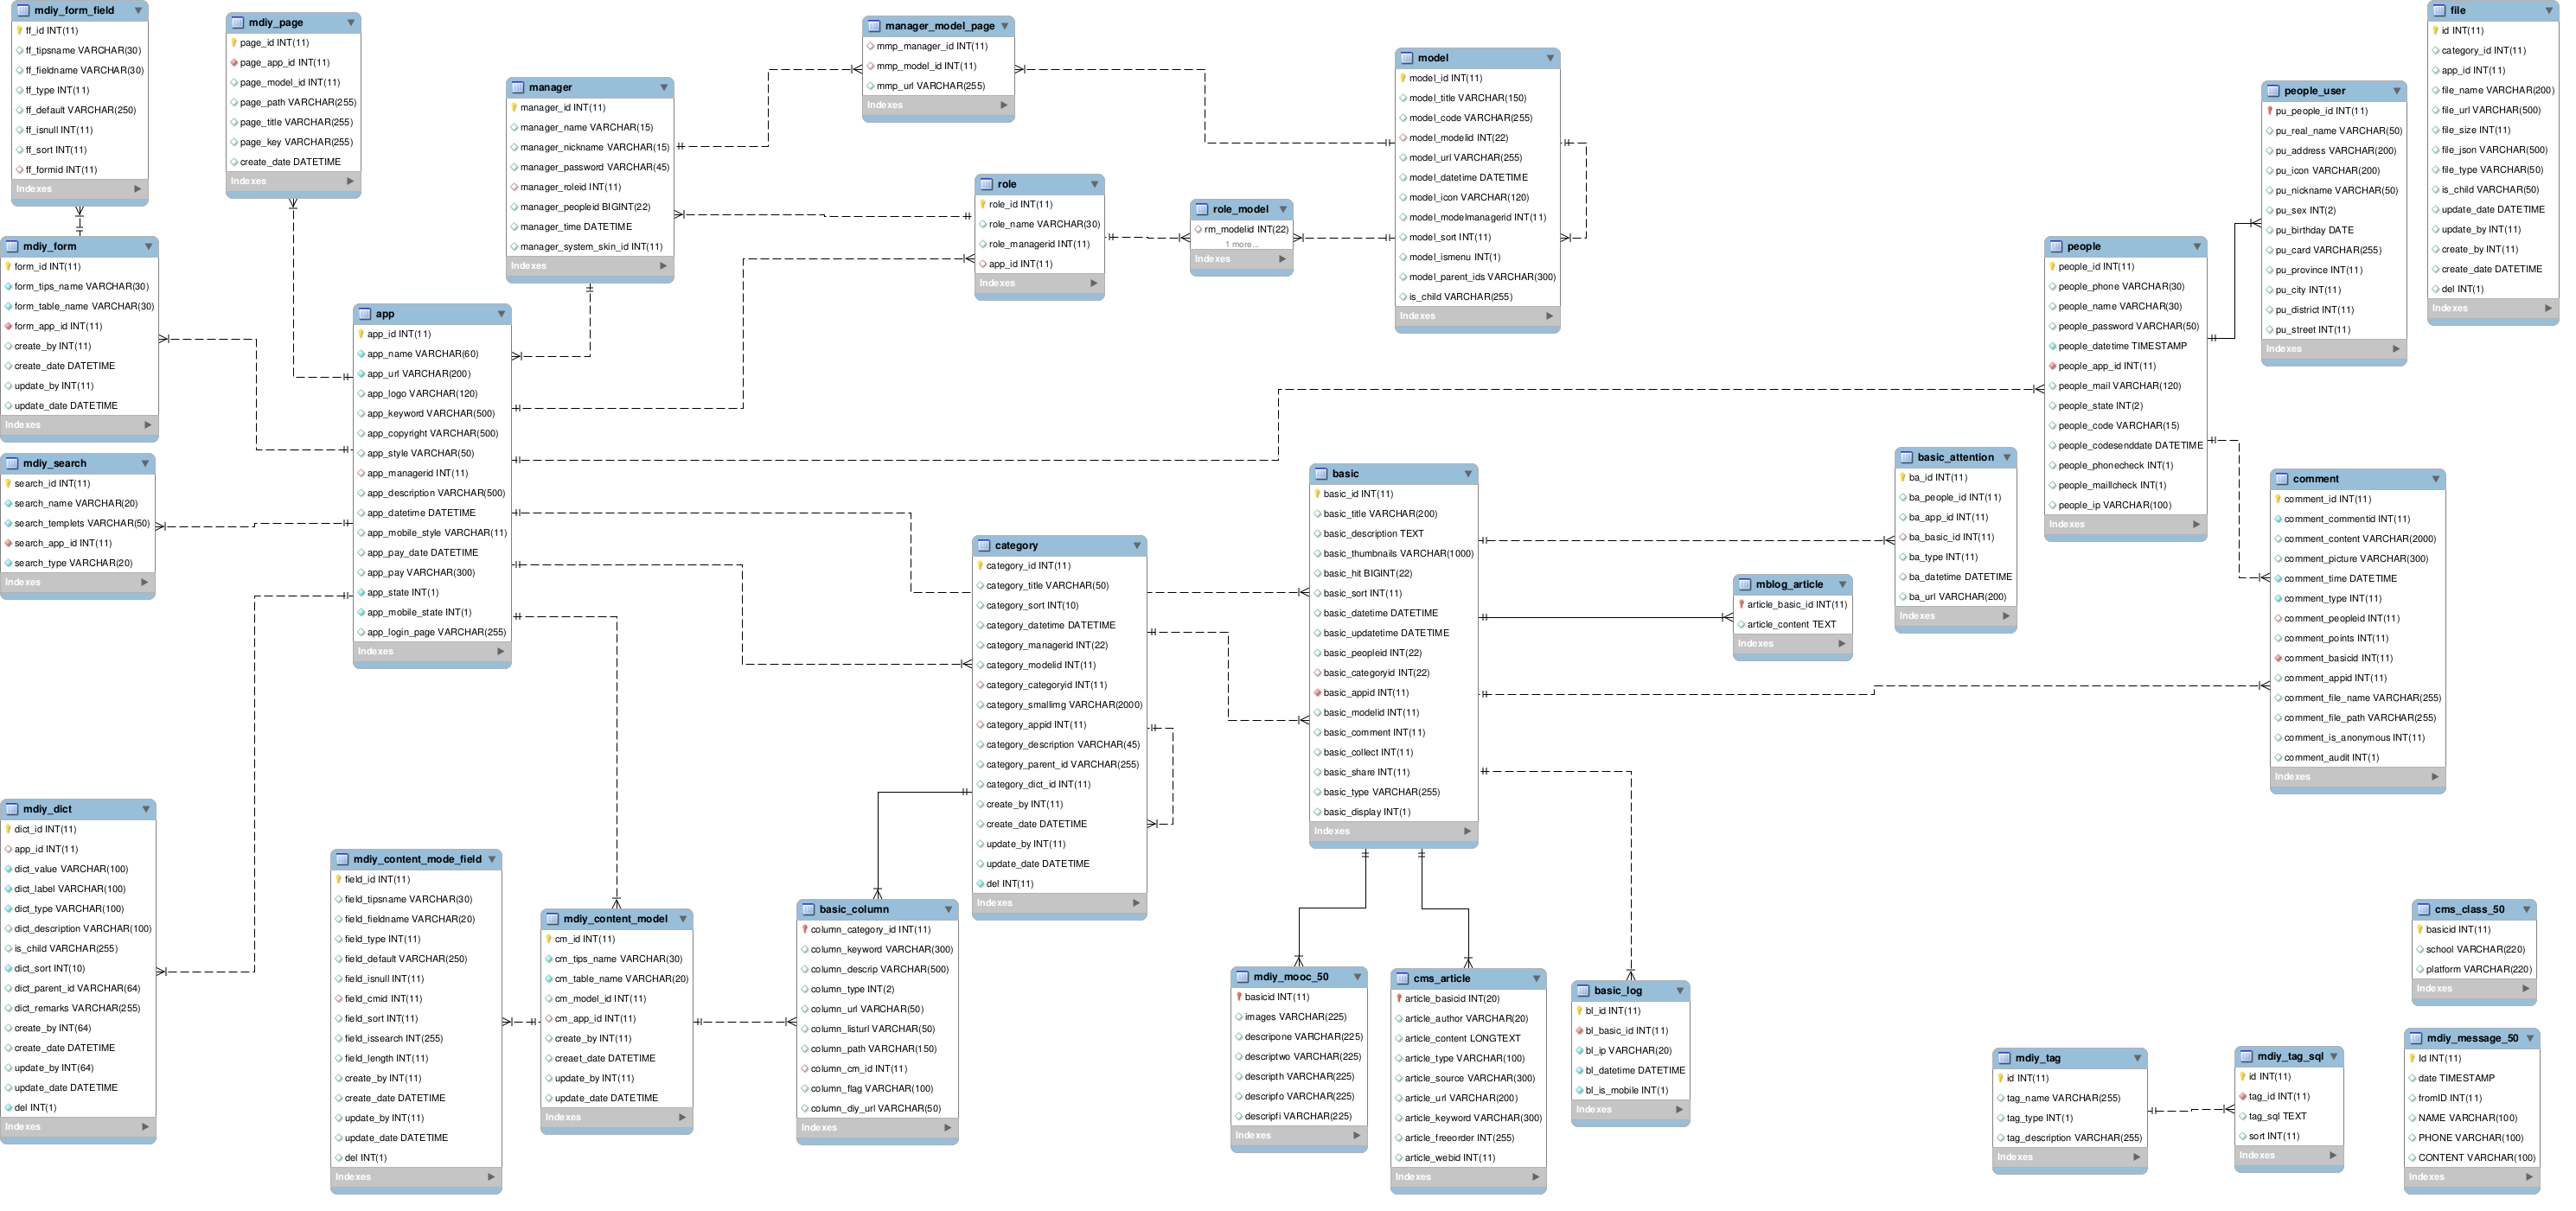 mdiy_form_field
ff_id INT(11)
ff_tipsname VARCHAR(30)
ff_fieldname VARCHAR(30)
ff_type INT(11)
ff_default VARCHAR(250)
ff_isnull INT(11)
ff_sort INT(11)
ff_formid INT(11)
Indexes
mdiy_page
page_id INT(11)
page_app_id INT(11)
page_model_id INT(11)
page_path VARCHAR(255)
page_title VARCHAR(255)
page_key VARCHAR(255)
create_date DATETIME
Indexes
manager
manager_id INT(11)
manager_name VARCHAR(15)
manager_nickname VARCHAR(15)
manager_password VARCHAR(45)
manager_roleid INT(11)
manager_peopleid BIGINT(22)
manager_time DATETIME
manager_system_skin_id INT(11)
Indexes
manager_model_page
mmp_manager_id INT(11)
mmp_model_id INT(11)
mmp_url VARCHAR(255)
Indexes
role
role_id INT(11)
role_name VARCHAR(30)
role_managerid INT(11)
app_id INT(11)
Indexes
role_model
rm_modelid INT(22)
1 more...
Indexes
model
model_id INT(11)
model_title VARCHAR(150)
model_code VARCHAR(255)
model_modelid INT(22)
model_url VARCHAR(255)
model_datetime DATETIME
model_icon VARCHAR(120)
model_modelmanagerid INT(11)
model_sort INT(11)
model_ismenu INT(1)
model_parent_ids VARCHAR(300)
is_child VARCHAR(255)
Indexes
people_user
pu_people_id INT(11)
pu_real_name VARCHAR(50)
pu_address VARCHAR(200)
pu_icon VARCHAR(200)
pu_nickname VARCHAR(50)
pu_sex INT(2)
pu_birthday DATE
pu_card VARCHAR(255)
pu_province INT(11)
pu_city INT(11)
pu_district INT(11)
pu_street INT(11)
Indexes
file
id INT(11)
category_id INT(11)
app_id INT(11)
file_name VARCHAR(200)
file_url VARCHAR(500)
file_size INT(11)
file_json VARCHAR(500)
file_type VARCHAR(50)
is_child VARCHAR(50)
update_date DATETIME
update_by INT(11)
create_by INT(11)
create_date DATETIME
del INT(1)
Indexes
mdiy_form
form_id INT(11)
form_tips_name VARCHAR(30)
form_table_name VARCHAR(30)
form_app_id INT(11)
create_by INT(11)
create_date DATETIME
update_by INT(11)
update_date DATETIME
Indexes
mdiy_search
search_id INT(11)
search_name VARCHAR(20)
search_templets VARCHAR(50)
search_app_id INT(11)
search_type VARCHAR(20)
Indexes
app
app_id INT(11)
app_name VARCHAR(60)
app_url VARCHAR(200)
app_logo VARCHAR(120)
app_keyword VARCHAR(500)
app_copyright VARCHAR(500)
app_style VARCHAR(50)
app_managerid INT(11)
app_description VARCHAR(500)
app_datetime DATETIME
app_mobile_style VARCHAR(11)
app_pay_date DATETIME
app_pay VARCHAR(300)
app_state INT(1)
app_mobile_state INT(1)
app_login_page VARCHAR(255)
Indexes
people
people_id INT(11)
people_phone VARCHAR(30)
people_name VARCHAR(30)
people_password VARCHAR(50)
people_datetime TIMESTAMP
people_app_id INT(11)
people_mail VARCHAR(120)
people_state INT(2)
people_code VARCHAR(15)
people_codesenddate DATETIME
people_phonecheck INT(1)
people_maillcheck INT(1)
people_ip VARCHAR(100)
Indexes
basic_attention
ba_id INT(11)
ba_people_id INT(11)
ba_app_id INT(11)
ba_basic_id INT(11)
ba_type INT(11)
ba_datetime DATETIME
ba_url VARCHAR(200)
Indexes
comment
comment_id INT(11)
comment_commentid INT(11)
comment_content VARCHAR(2000)
comment_picture VARCHAR(300)
comment_time DATETIME
comment_type INT(11)
comment_peopleid INT(11)
comment_points INT(11)
comment_basicid INT(11)
comment_appid INT(11)
comment_file_name VARCHAR(255)
comment_file_path VARCHAR(255)
comment_is_anonymous INT(11)
comment_audit INT(1)
Indexes
category
category_id INT(11)
category_title VARCHAR(50)
category_sort INT(10)
category_datetime DATETIME
category_managerid INT(22)
category_modelid INT(11)
category_categoryid INT(11)
category_smallimg VARCHAR(2000)
category_appid INT(11)
category_description VARCHAR(45)
category_parent_id VARCHAR(255)
category_dict_id INT(11)
create_by INT(11)
create_date DATETIME
update_by INT(11)
update_date DATETIME
del INT(11)
Indexes
basic
basic_id INT(11)
basic_title VARCHAR(200)
basic_description TEXT
basic_thumbnails VARCHAR(1000)
basic_hit BIGINT(22)
basic_sort INT(11)
basic_datetime DATETIME
basic_updatetime DATETIME
basic_peopleid INT(22)
basic_categoryid INT(22)
basic_appid INT(11)
basic_modelid INT(11)
basic_comment INT(11)
basic_collect INT(11)
basic_share INT(11)
basic_type VARCHAR(255)
basic_display INT(1)
Indexes
mblog_article
article_basic_id INT(11)
article_content TEXT
Indexes
mdiy_dict
dict_id INT(11)
app_id INT(11)
dict_value VARCHAR(100)
dict_label VARCHAR(100)
dict_type VARCHAR(100)
dict_description VARCHAR(100)
is_child VARCHAR(255)
dict_sort INT(10)
dict_parent_id VARCHAR(64)
dict_remarks VARCHAR(255)
create_by INT(64)
create_date DATETIME
update_by INT(64)
update_date DATETIME
del INT(1)
Indexes
mdiy_content_mode_field
field_id INT(11)
field_tipsname VARCHAR(30)
field_fieldname VARCHAR(20)
field_type INT(11)
field_default VARCHAR(250)
field_isnull INT(11)
field_cmid INT(11)
field_sort INT(11)
field_issearch INT(255)
field_length INT(11)
create_by INT(11)
create_date DATETIME
update_by INT(11)
update_date DATETIME
del INT(1)
Indexes
mdiy_content_model
cm_id INT(11)
cm_tips_name VARCHAR(30)
cm_table_name VARCHAR(20)
cm_model_id INT(11)
cm_app_id INT(11)
create_by INT(11)
creaet_date DATETIME
update_by INT(11)
update_date DATETIME
Indexes
basic_column
column_category_id INT(11)
column_keyword VARCHAR(300)
column_descrip VARCHAR(500)
column_type INT(2)
column_url VARCHAR(50)
column_listurl VARCHAR(50)
column_path VARCHAR(150)
column_cm_id INT(11)
column_flag VARCHAR(100)
column_diy_url VARCHAR(50)
Indexes
mdiy_mooc_50
basicid INT(11)
images VARCHAR(225)
descripone VARCHAR(225)
descriptwo VARCHAR(225)
descripth VARCHAR(225)
descripfo VARCHAR(225)
descripfi VARCHAR(225)
Indexes
cms_article
article_basicid INT(20)
article_author VARCHAR(20)
article_content LONGTEXT
article_type VARCHAR(100)
article_source VARCHAR(300)
article_url VARCHAR(200)
article_keyword VARCHAR(300)
article_freeorder INT(255)
article_webid INT(11)
Indexes
basic_log
bl_id INT(11)
bl_basic_id INT(11)
bl_ip VARCHAR(20)
bl_datetime DATETIME
bl_is_mobile INT(1)
Indexes
mdiy_tag
id INT(11)
tag_name VARCHAR(255)
tag_type INT(1)
tag_description VARCHAR(255)
Indexes
mdiy_tag_sql
id INT(11)
tag_id INT(11)
tag_sql TEXT
sort INT(11)
Indexes
cms_class_50
basicid INT(11)
school VARCHAR(220)
platform VARCHAR(220)
Indexes
mdiy_message_50
Id INT(11)
date TIMESTAMP
fromID INT(11)
NAME VARCHAR(100)
PHONE VARCHAR(100)
CONTENT VARCHAR(100)
Indexes